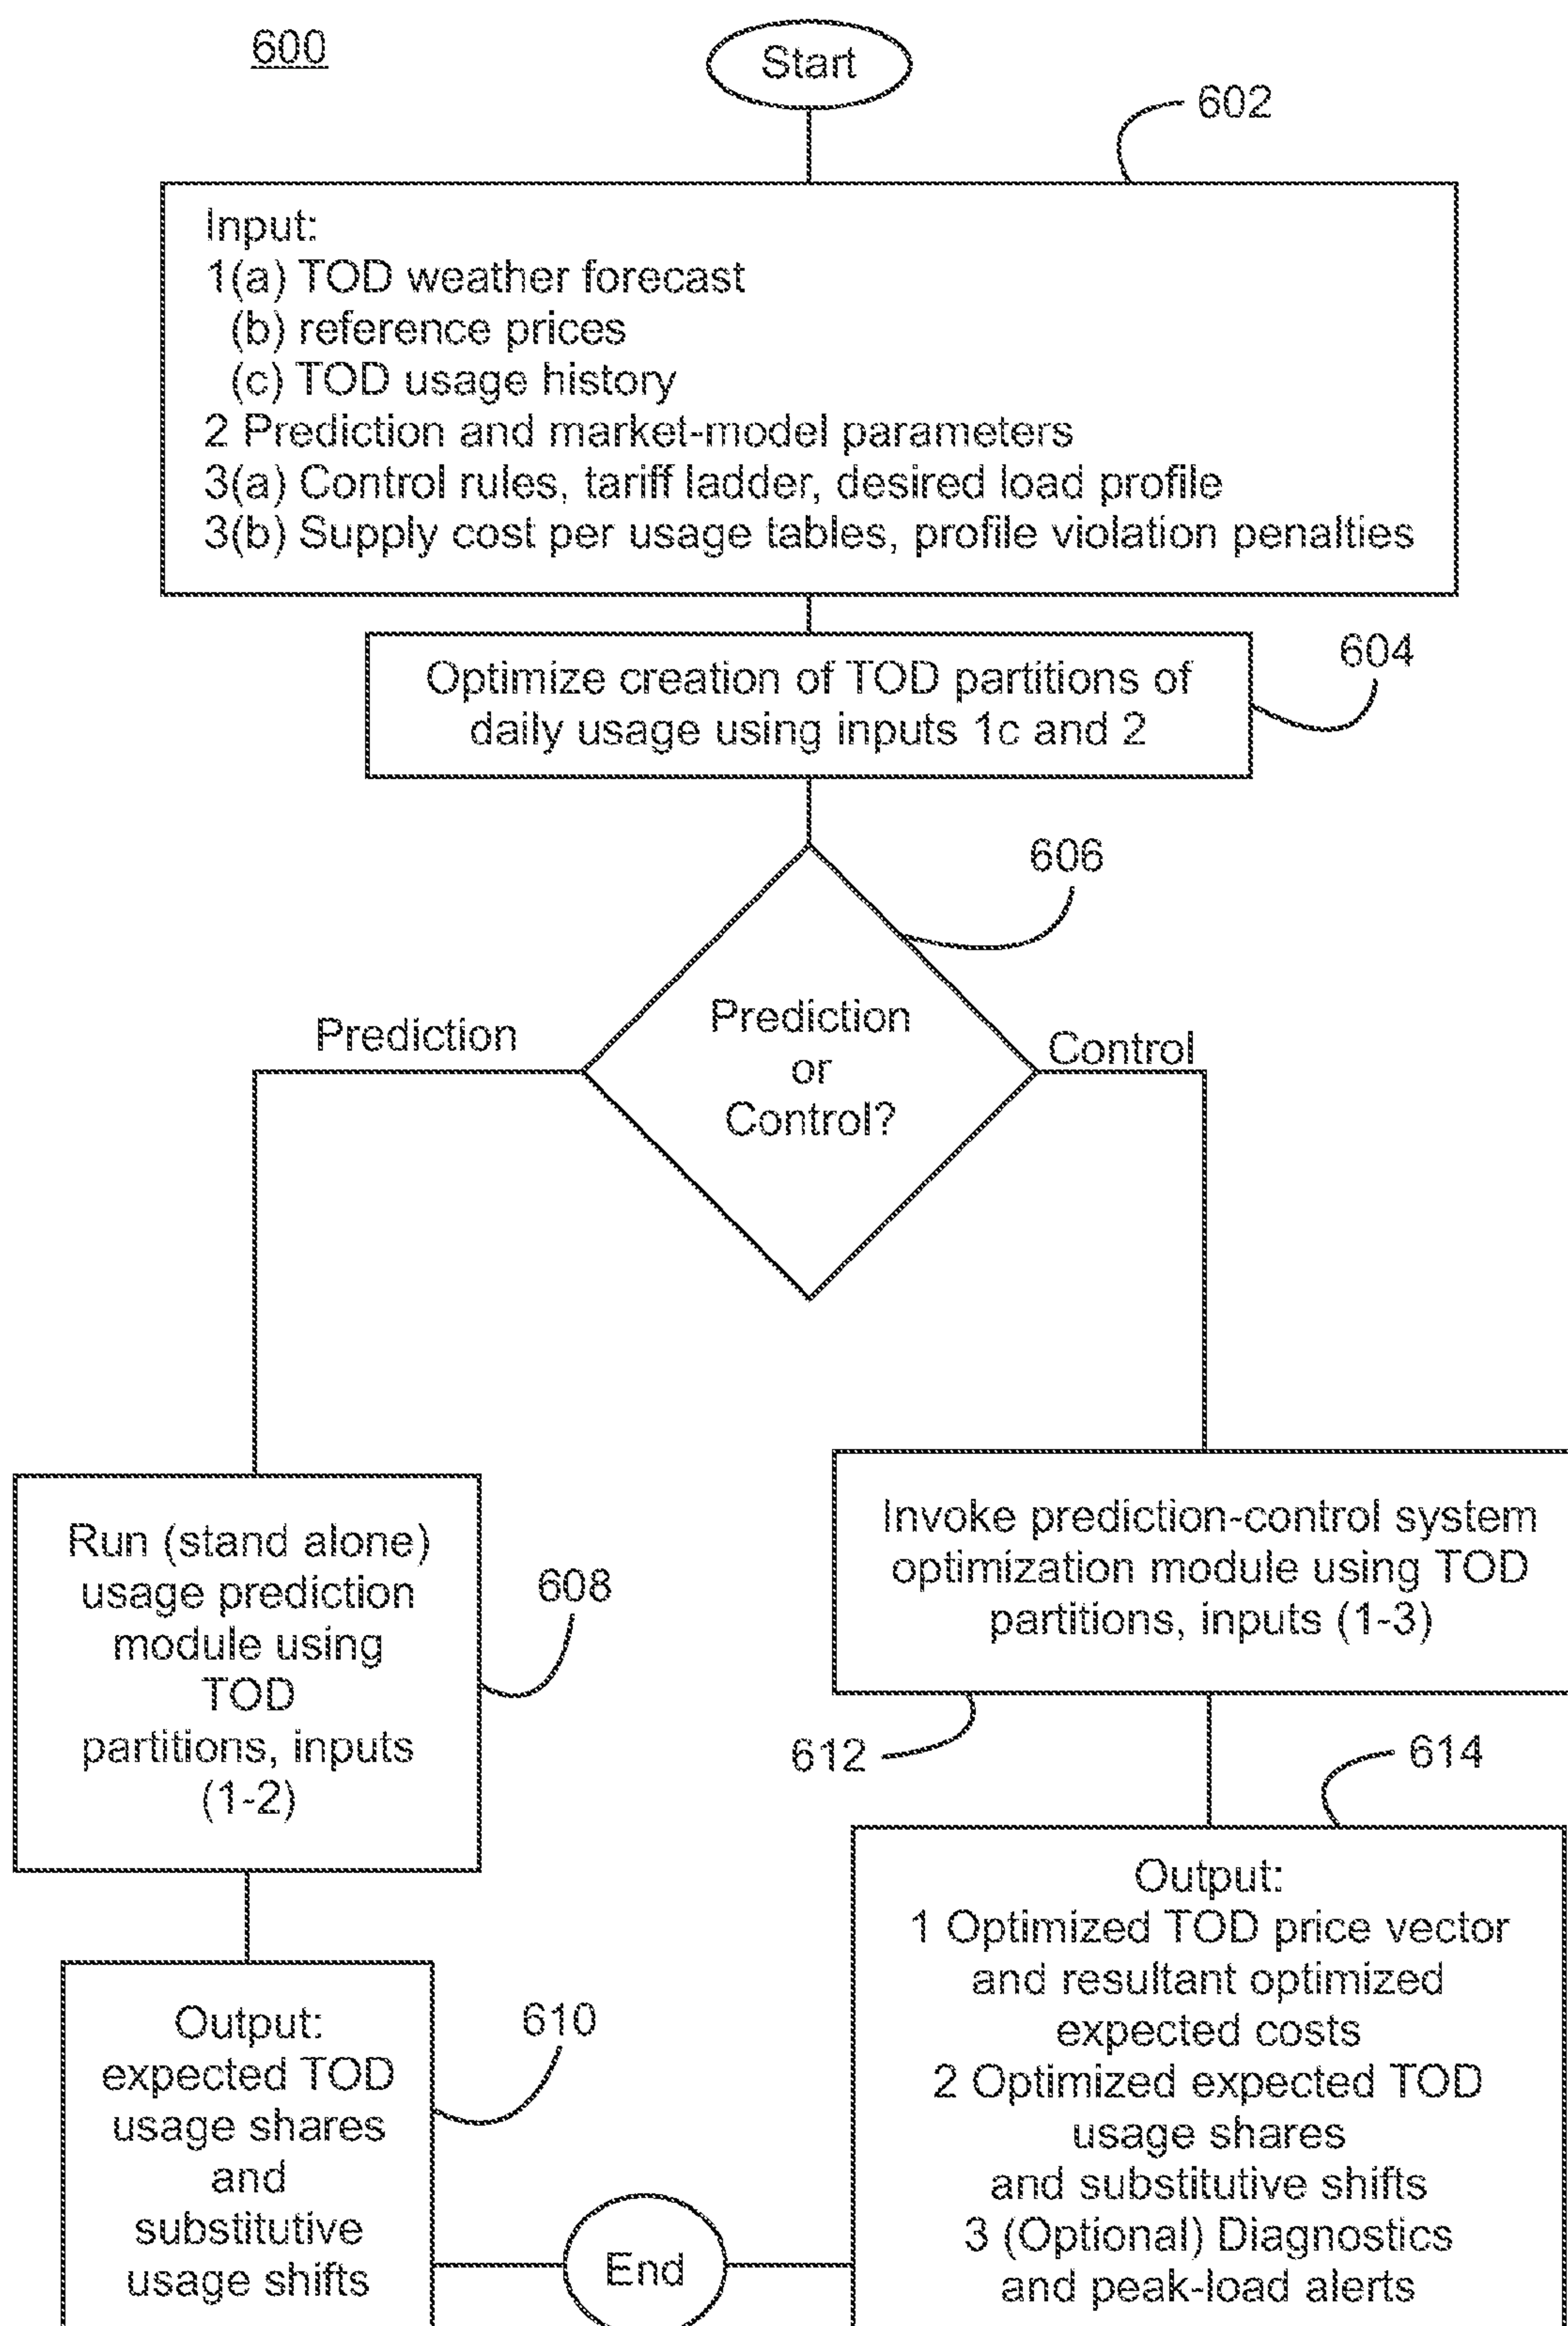 600
Start
602
Input:
1(a) TOD weather forecast
(b) reference prices
(c) TOD usage history
2 Prediction and market-model parameters
3(a) Control rules, tariff ladder, desired load profile
3(b) Supply cost per usage tables, profile violation penalties
Optimize creation of TOD partitions of
daily usage using inputs 1c and 2
604
606
Prediction
or
Control?
Prediction
Control
Run (stand alone)
usage prediction
module using
TOD
partitions, inputs
(1-2)
608
Invoke prediction-control system
optimization module using TOD
partitions, inputs (1-3)
612
614
Output:
expected TOD
usage shares
and
substitutive
usage shifts
610
End
Output:
1 Optimized TOD price vector
and resultant optimized
expected costs
2 Optimized expected TOD
usage shares
and substitutive shifts
3 (Optional) Diagnostics
and peak-load alerts